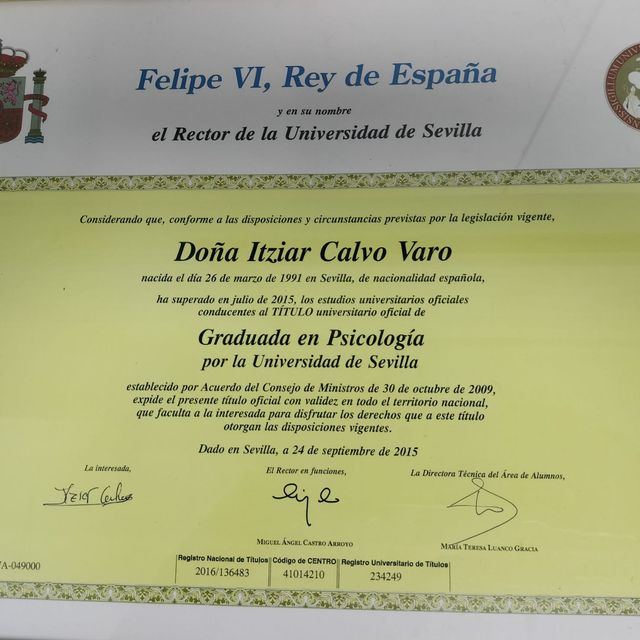 Felipe VI, Rey de España
y en su nombre
el Rector de la Universidad de Sevilla
Considerando que, conforme a las disposiciones y circunstancias previstas por la legislación vigente,
Doña Itziar Calvo Varo
nacida el día 26 de marzo de 1991 en Sevilla, de nacionalidad española,
ha superado en julio de 2015, los estudios universitarios oficiales
conducentes al TÍTULO universitario oficial de
Graduada en Psicología
por la Universidad de Sevilla
establecido por Acuerdo del Consejo de Ministros de 30 de octubre de 2009,
expide el presente título oficial con validez en todo el territorio nacional,
que faculta a la interesada para disfrutar los derechos que a este título
otorgan las disposiciones vigentes.
Dado en Sevilla, a 24 de septiembre de 2015
La interesada,
El Rector en funciones,
La Directora Técnica del Área de Alumnos,
MIGUEL ÁNGEL CASTRO ARROYO
MARÍA TERESA LUANCO GRACIA
A-049000
Registro Nacional de Títulos
2016/136483
Código de CENTRO
41014210
Registro Universitario de Títulos
234249